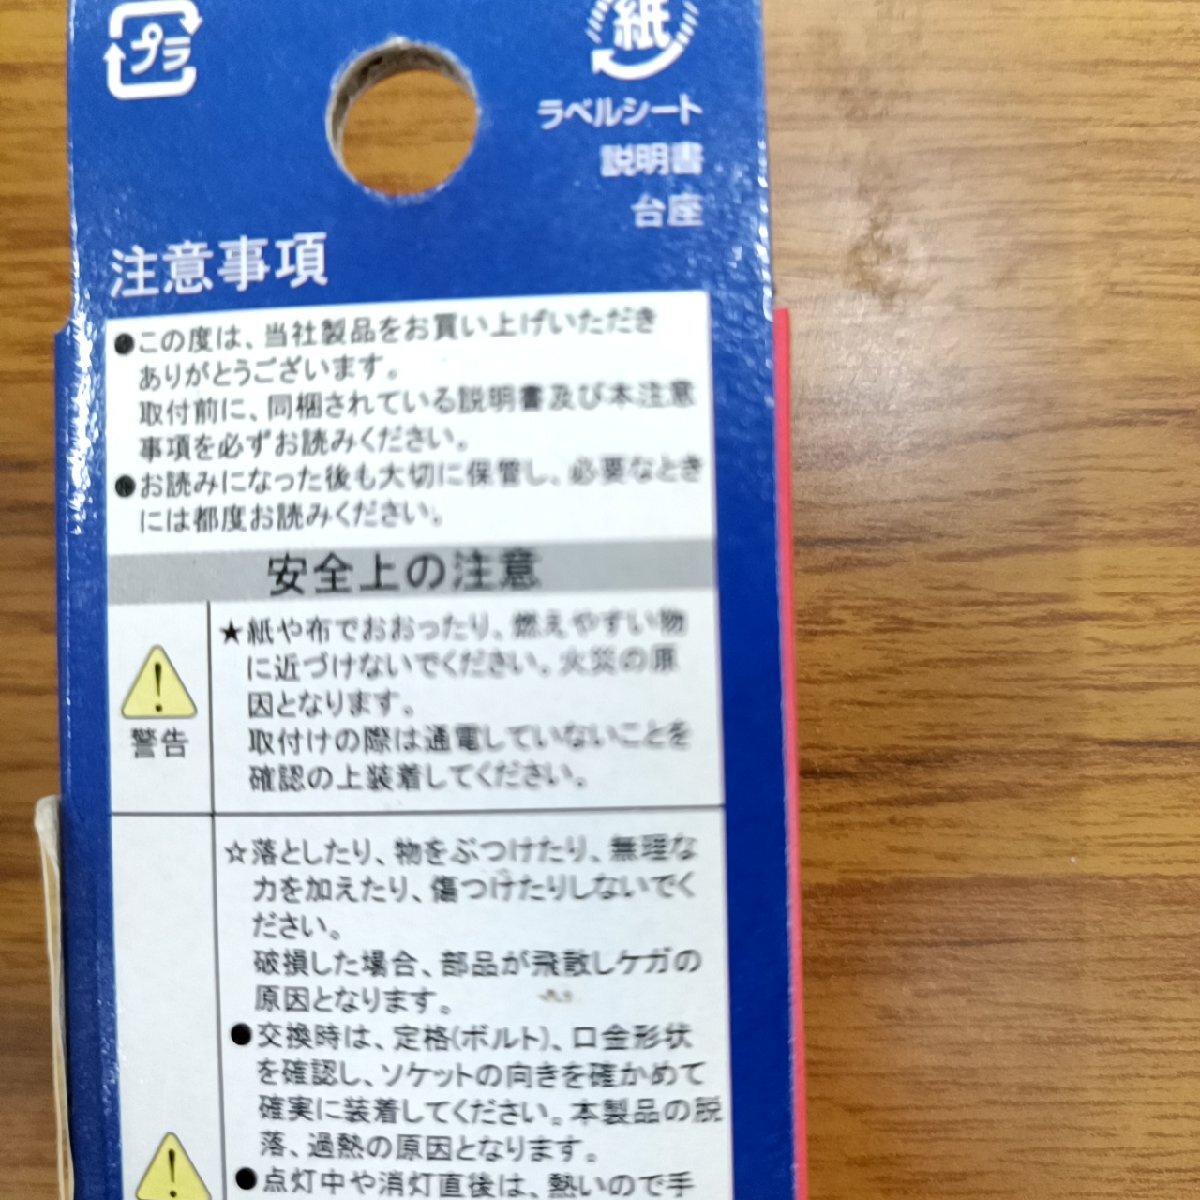 プラ
紙
ラベルシート
説明書
台座
注意事項
●この度は、当社製品をお買い上げいただき
ありがとうございます。
取付前に、同梱されている説明書及び本注意
事項を必ずお読みください。
●お読みになった後も大切に保管し、必要なとき
には都度お読みください。
安全上の注意
★紙や布でおおったり、燃えやすい物
に近づけないでください。火災の原
因となります。
取付けの際は通電していないことを
確認の上装着してください。
警告
☆落としたり、物をぶつけたり、無理な
力を加えたり、傷つけたりしないでく
ださい。
破損した場合、部品が飛散しケガの
原因となります。
●交換時は、定格(ボルト)、口金形状
を確認し、ソケットの向きを確かめて
確実に装着してください。本製品の脱
落、過熱の原因となります。
●点灯中や消灯直後は、熱いので手